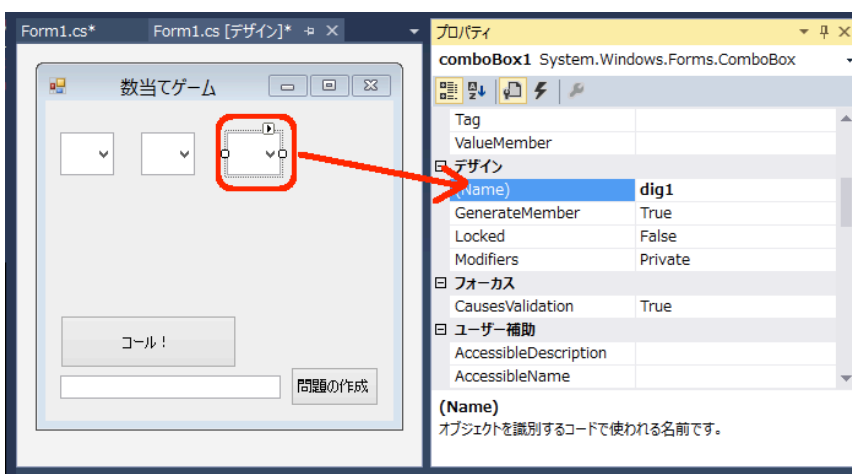 Form1.cs*
Form1.cs [デザイン]*
数当てゲーム
コール！
問題の作成
プロパティ
comboBox1 System.Windows.Forms.ComboBox
Tag
ValueMember
デザイン
(Name) dig1
GenerateMember True
Locked False
Modifiers Private
フォーカス
CausesValidation True
ユーザー補助
AccessibleDescription
AccessibleName
(Name)
オブジェクトを識別するコードで使われる名前です。